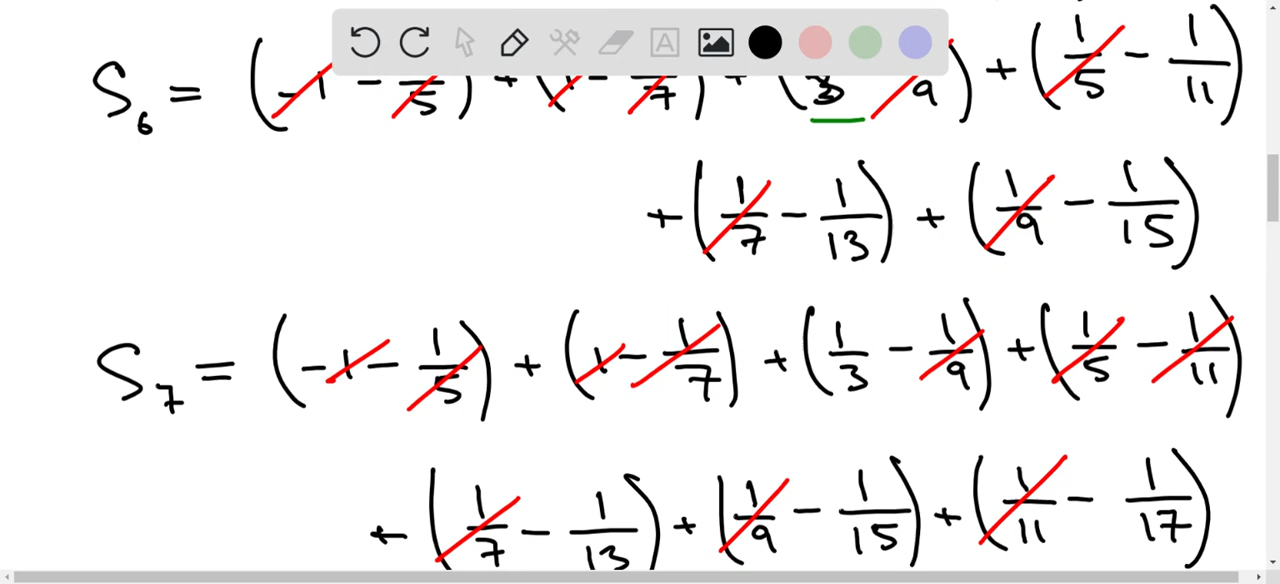 S₆ = (-1 - 1/5) + (1 - 1/7) + (1/3 - 1/9) + (1/5 - 1/11)
+ (1/7 - 1/13) + (1/9 - 1/15)
S₇ = (-1 - 1/5) + (1 - 1/7) + (1/3 - 1/9) + (1/5 - 1/11)
+ (1/7 - 1/13) + (1/9 - 1/15) + (1/11 - 1/17)